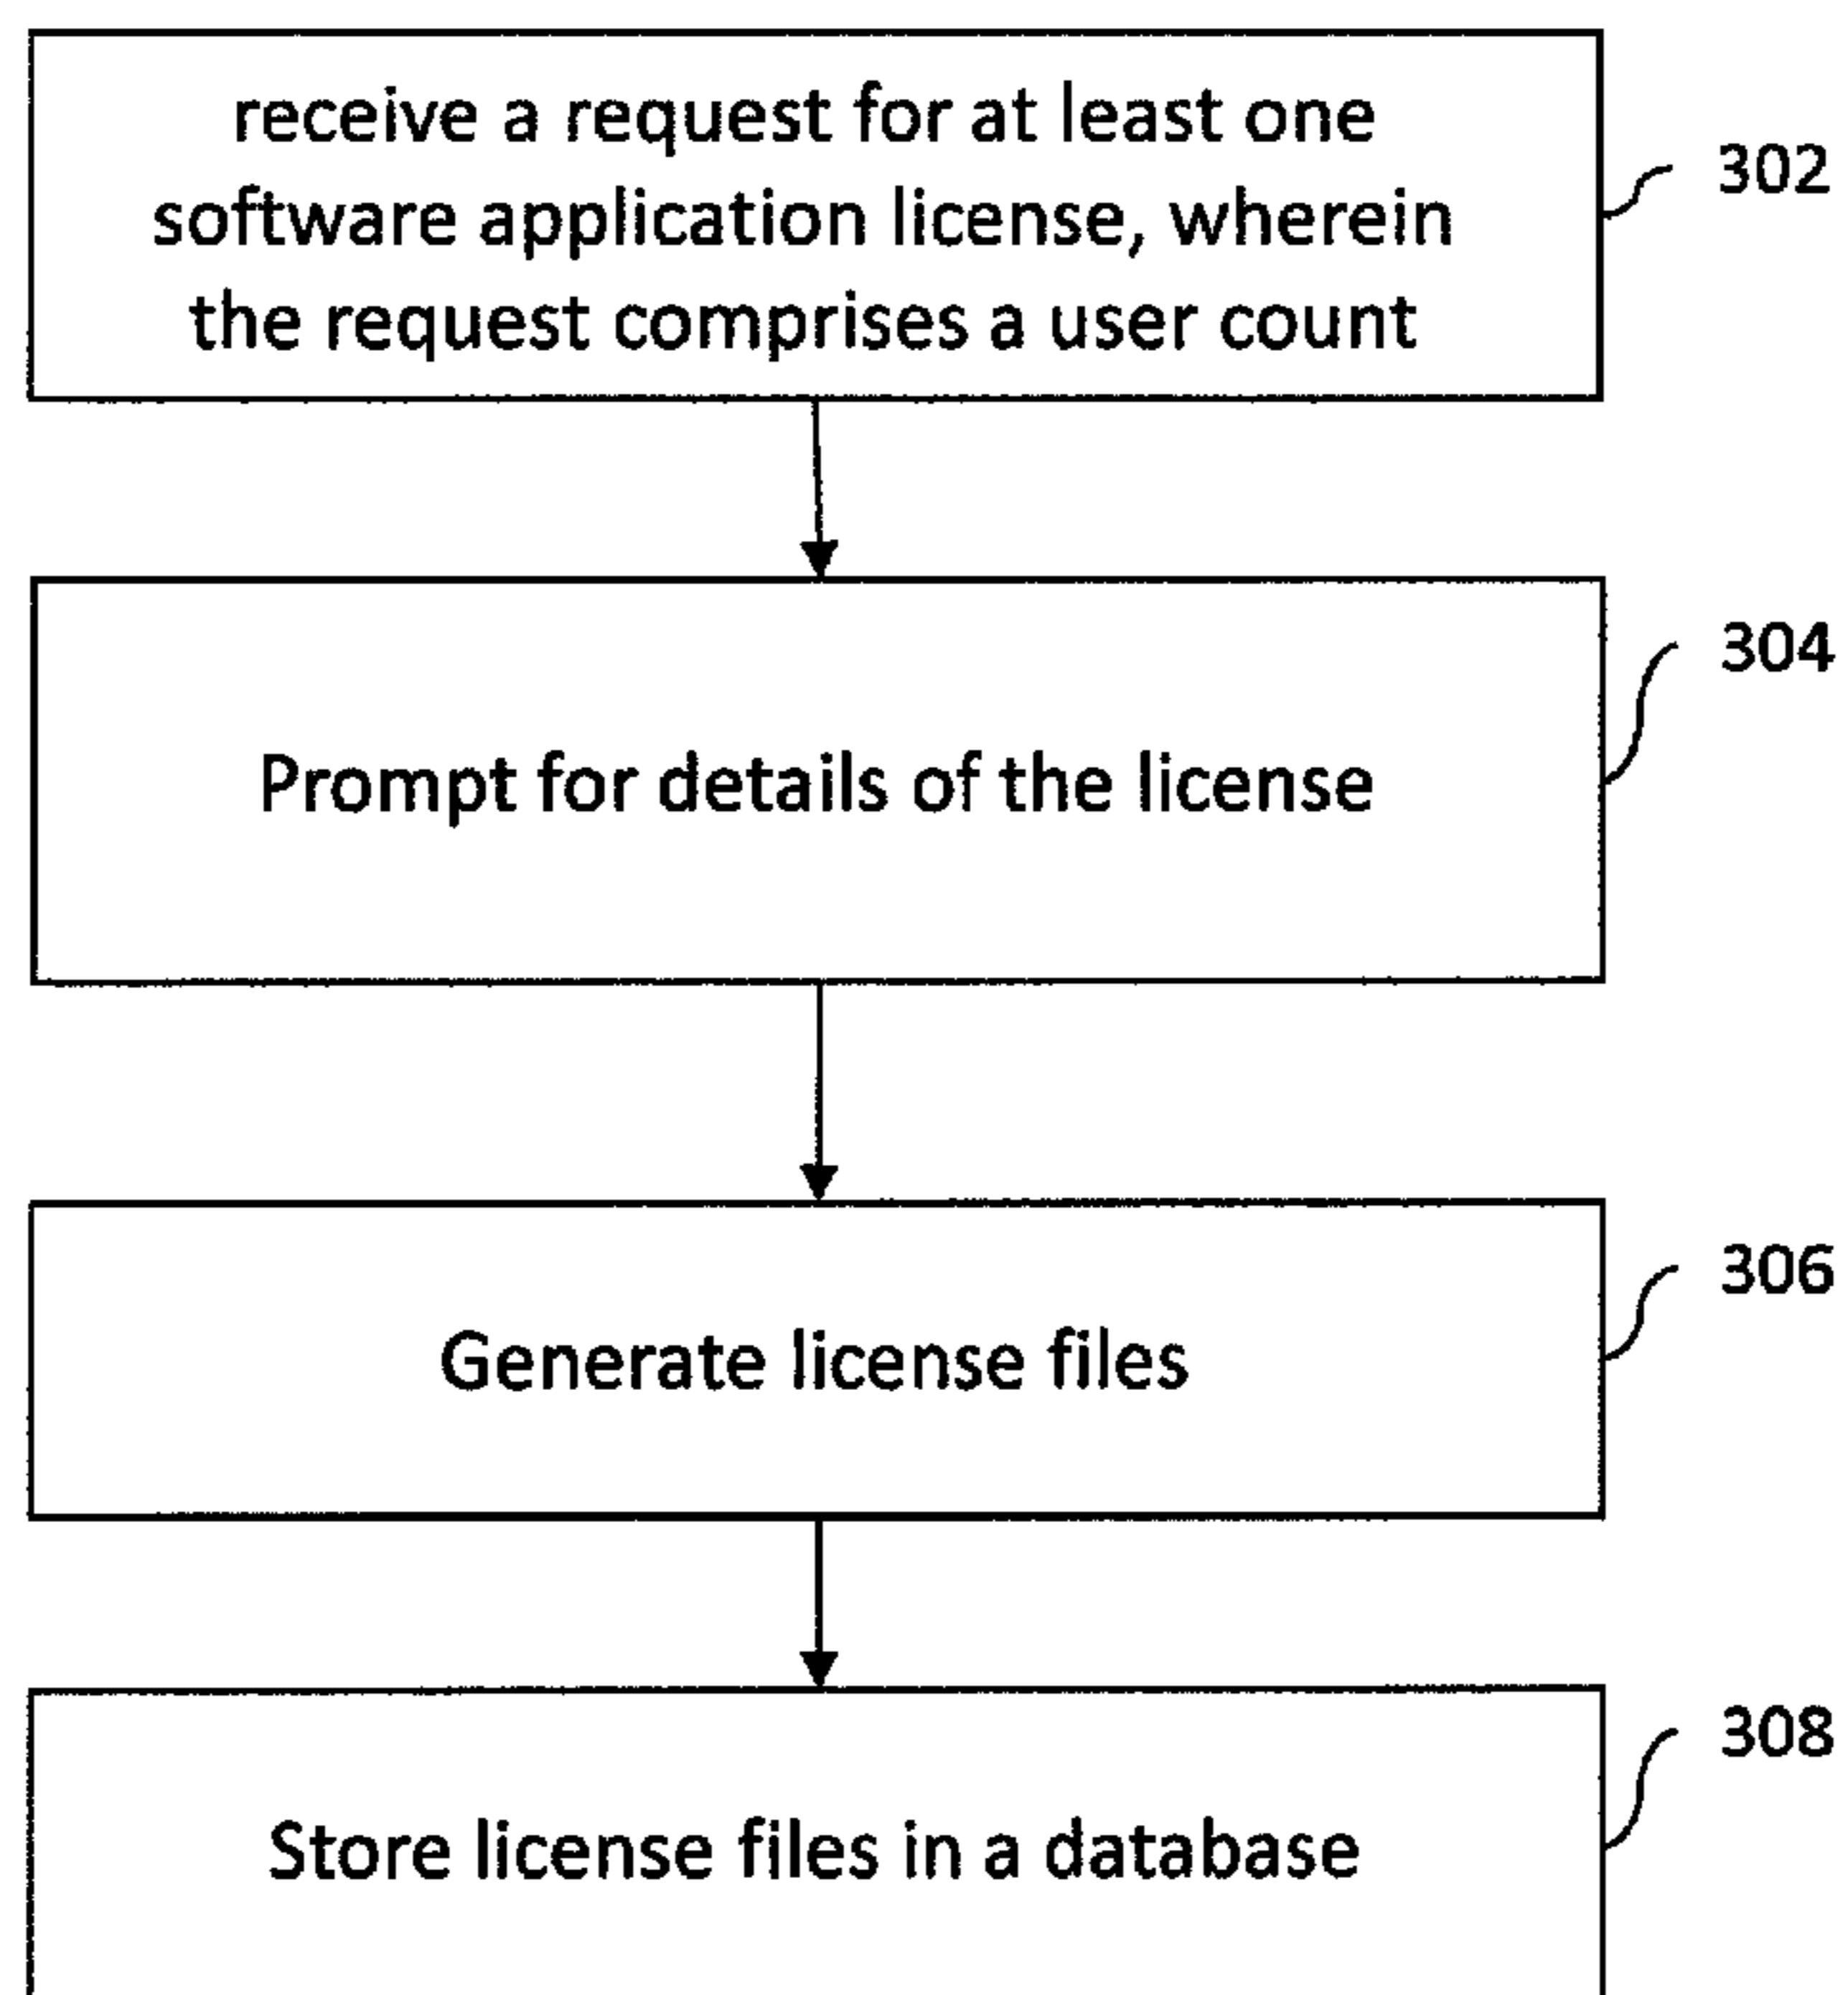 receive a request for at least one
software application license, wherein
the request comprises a user count
302
304
Prompt for details of the license
306
Generate license files
308
Store license files in a database